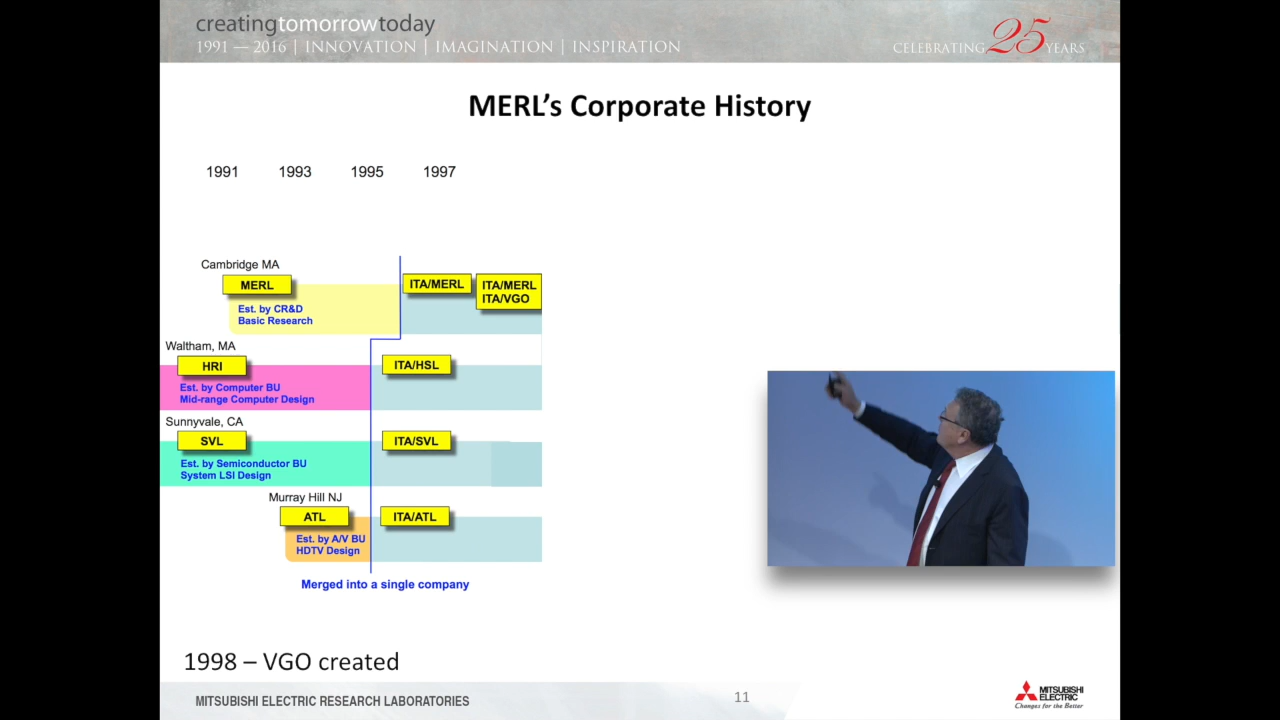 creatingtomorrowtoday
1991 — 2016 | INNOVATION | IMAGINATION | INSPIRATION
CELEBRATING 25 YEARS
MERL's Corporate History
1991 1993 1995 1997
Cambridge MA
MERL
Est. by CR&D
Basic Research
ITA/MERL
ITA/MERL
ITA/VGO
Waltham, MA
HRI
Est. by Computer BU
Mid-range Computer Design
ITA/HSL
Sunnyvale, CA
SVL
Est. by Semiconductor BU
System LSI Design
ITA/SVL
Murray Hill NJ
ATL
Est. by A/V BU
HDTV Design
ITA/ATL
Merged into a single company
1998 – VGO created
MITSUBISHI ELECTRIC RESEARCH LABORATORIES
11
MITSUBISHI
ELECTRIC
Changes for the Better